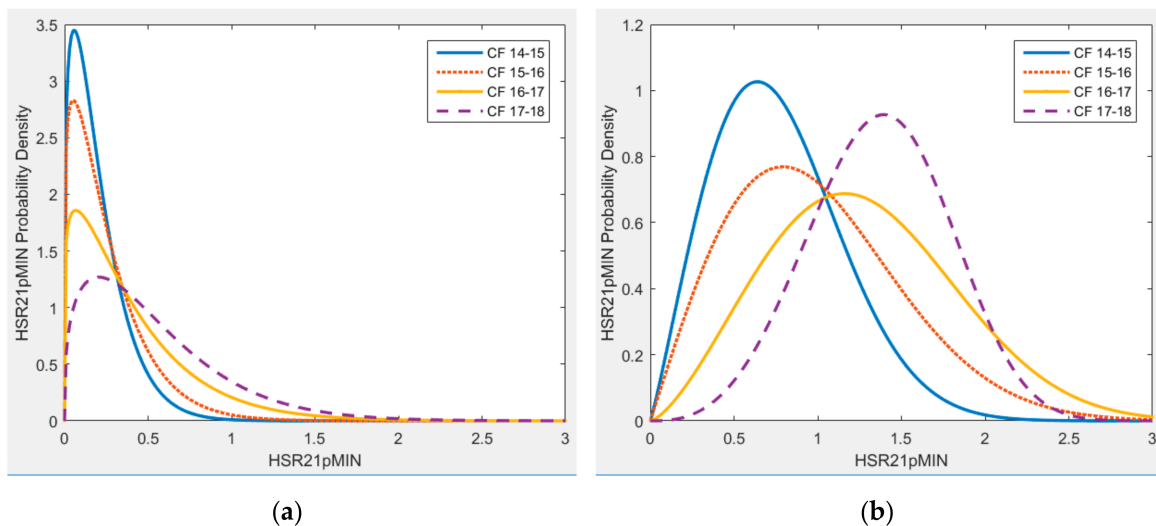 3.5
3
2.5
2
1.5
1
0.5
0
0 0.5 1 1.5 2 2.5 3
HSR21pMIN Probability Density
HSR21pMIN
CF 14-15
CF 15-16
CF 16-17
CF 17-18
(a)
1.2
1
0.8
0.6
0.4
0.2
0
0 0.5 1 1.5 2 2.5 3
HSR21pMIN Probability Density
HSR21pMIN
CF 14-15
CF 15-16
CF 16-17
CF 17-18
(b)